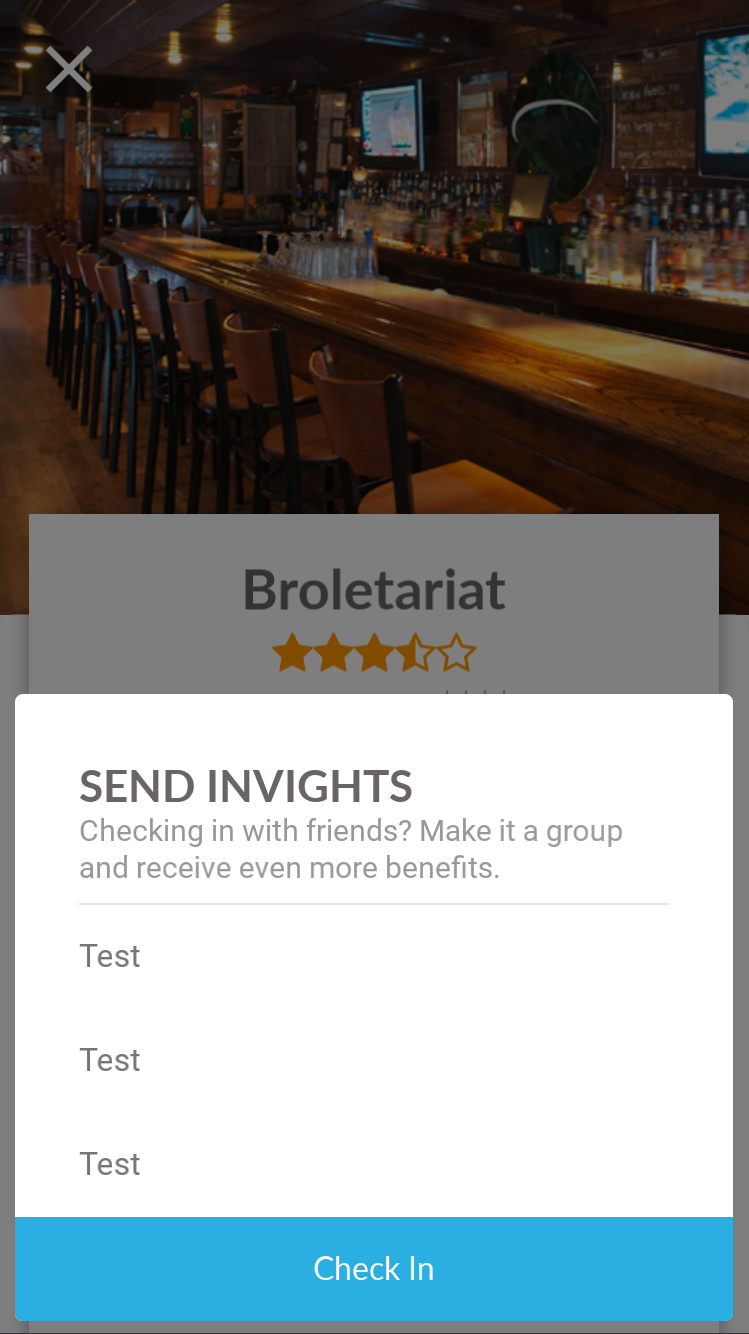 Broletariat
SEND INVIGHTS
Checking in with friends? Make it a group
and receive even more benefits.
Test
Test
Test
Check In